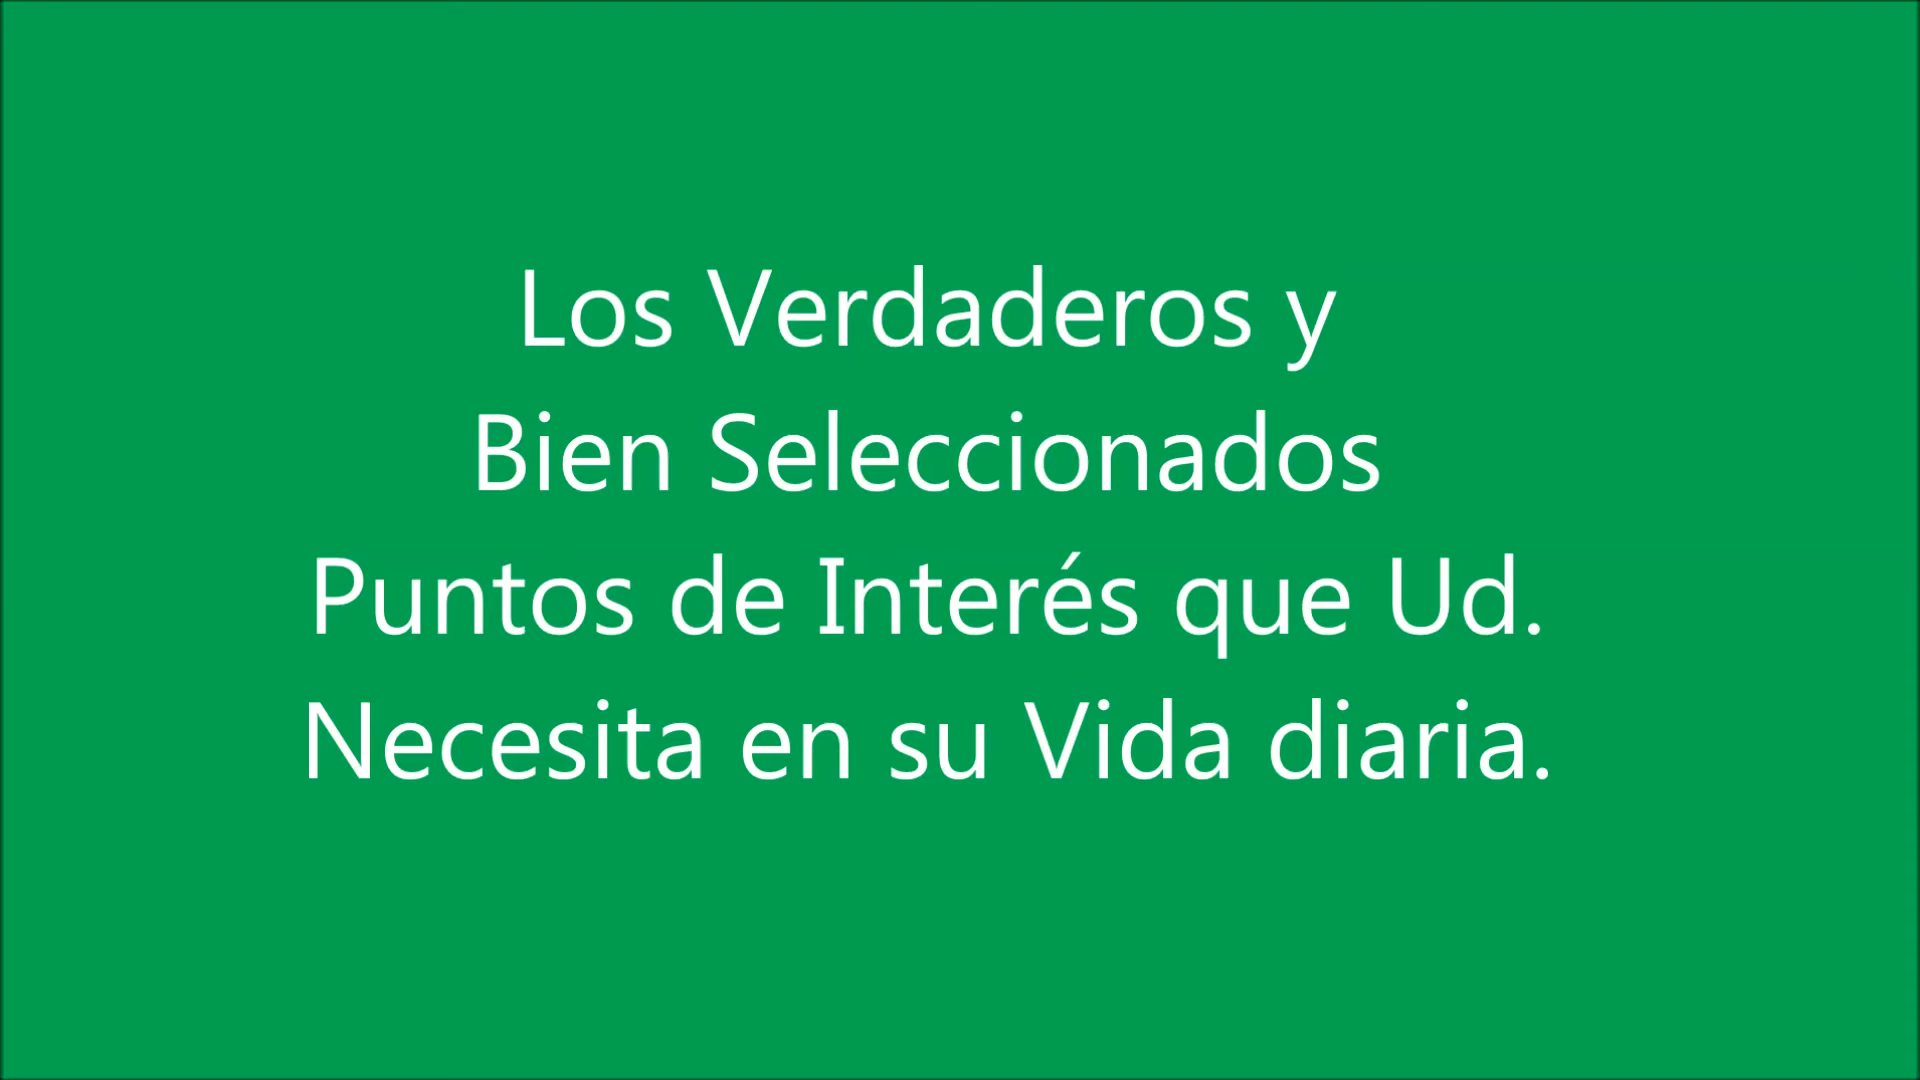 Los Verdaderos y
Bien Seleccionados
Puntos de Interés que Ud.
Necesita en su Vida diaria.